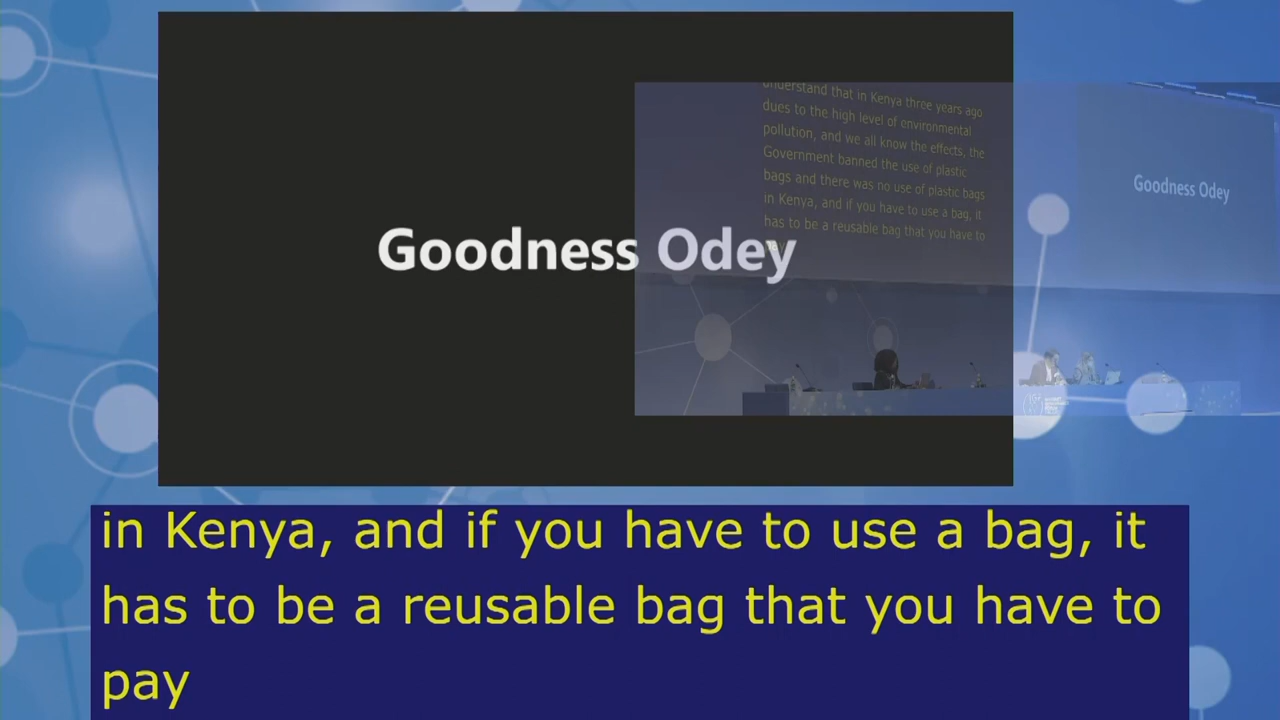 Goodness Odey
understand that in Kenya three years ago
dues to the high level of environmental
pollution, and we all know the effects, the
Government banned the use of plastic
bags and there was no use of plastic bags
in Kenya, and if you have to use a bag, it
has to be a reusable bag that you have to
pay
Goodness Odey
in Kenya, and if you have to use a bag, it
has to be a reusable bag that you have to
pay